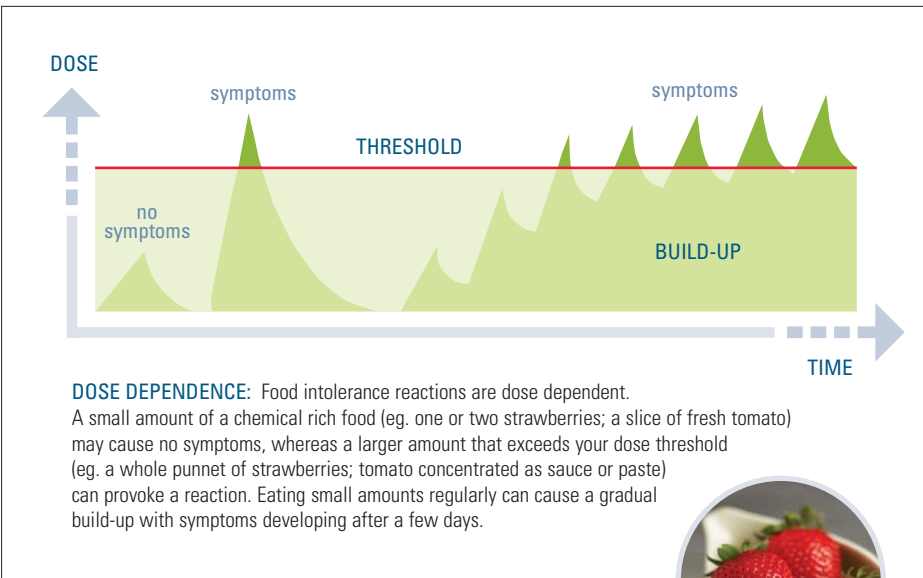 DOSE
symptoms
symptoms
THRESHOLD
no
symptoms
BUILD-UP
TIME
DOSE DEPENDENCE: Food intolerance reactions are dose dependent.
A small amount of a chemical rich food (eg. one or two strawberries; a slice of fresh tomato)
may cause no symptoms, whereas a larger amount that exceeds your dose threshold
(eg. a whole punnet of strawberries; tomato concentrated as sauce or paste)
can provoke a reaction. Eating small amounts regularly can cause a gradual
build-up with symptoms developing after a few days.